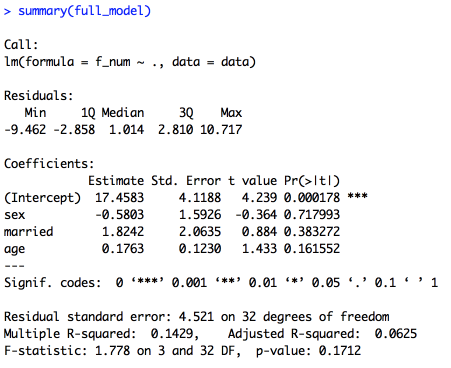 > summary(full_model)
Call:
lm(formula = f_num ~ ., data = data)
Residuals:
Min 1Q Median 3Q Max
-9.462 -2.858 1.014 2.810 10.717
Coefficients:
Estimate Std. Error t value Pr(>|t|)
(Intercept) 17.4583 4.1188 4.239 0.000178 ***
sex -0.5803 1.5926 -0.364 0.717993
married 1.8242 2.0635 0.884 0.383272
age 0.1763 0.1230 1.433 0.161552
---
Signif. codes: 0 ‘***’ 0.001 ‘**’ 0.01 ‘*’ 0.05 ‘.’ 0.1 ‘ ’ 1
Residual standard error: 4.521 on 32 degrees of freedom
Multiple R-squared: 0.1429, Adjusted R-squared: 0.0625
F-statistic: 1.778 on 3 and 32 DF, p-value: 0.1712